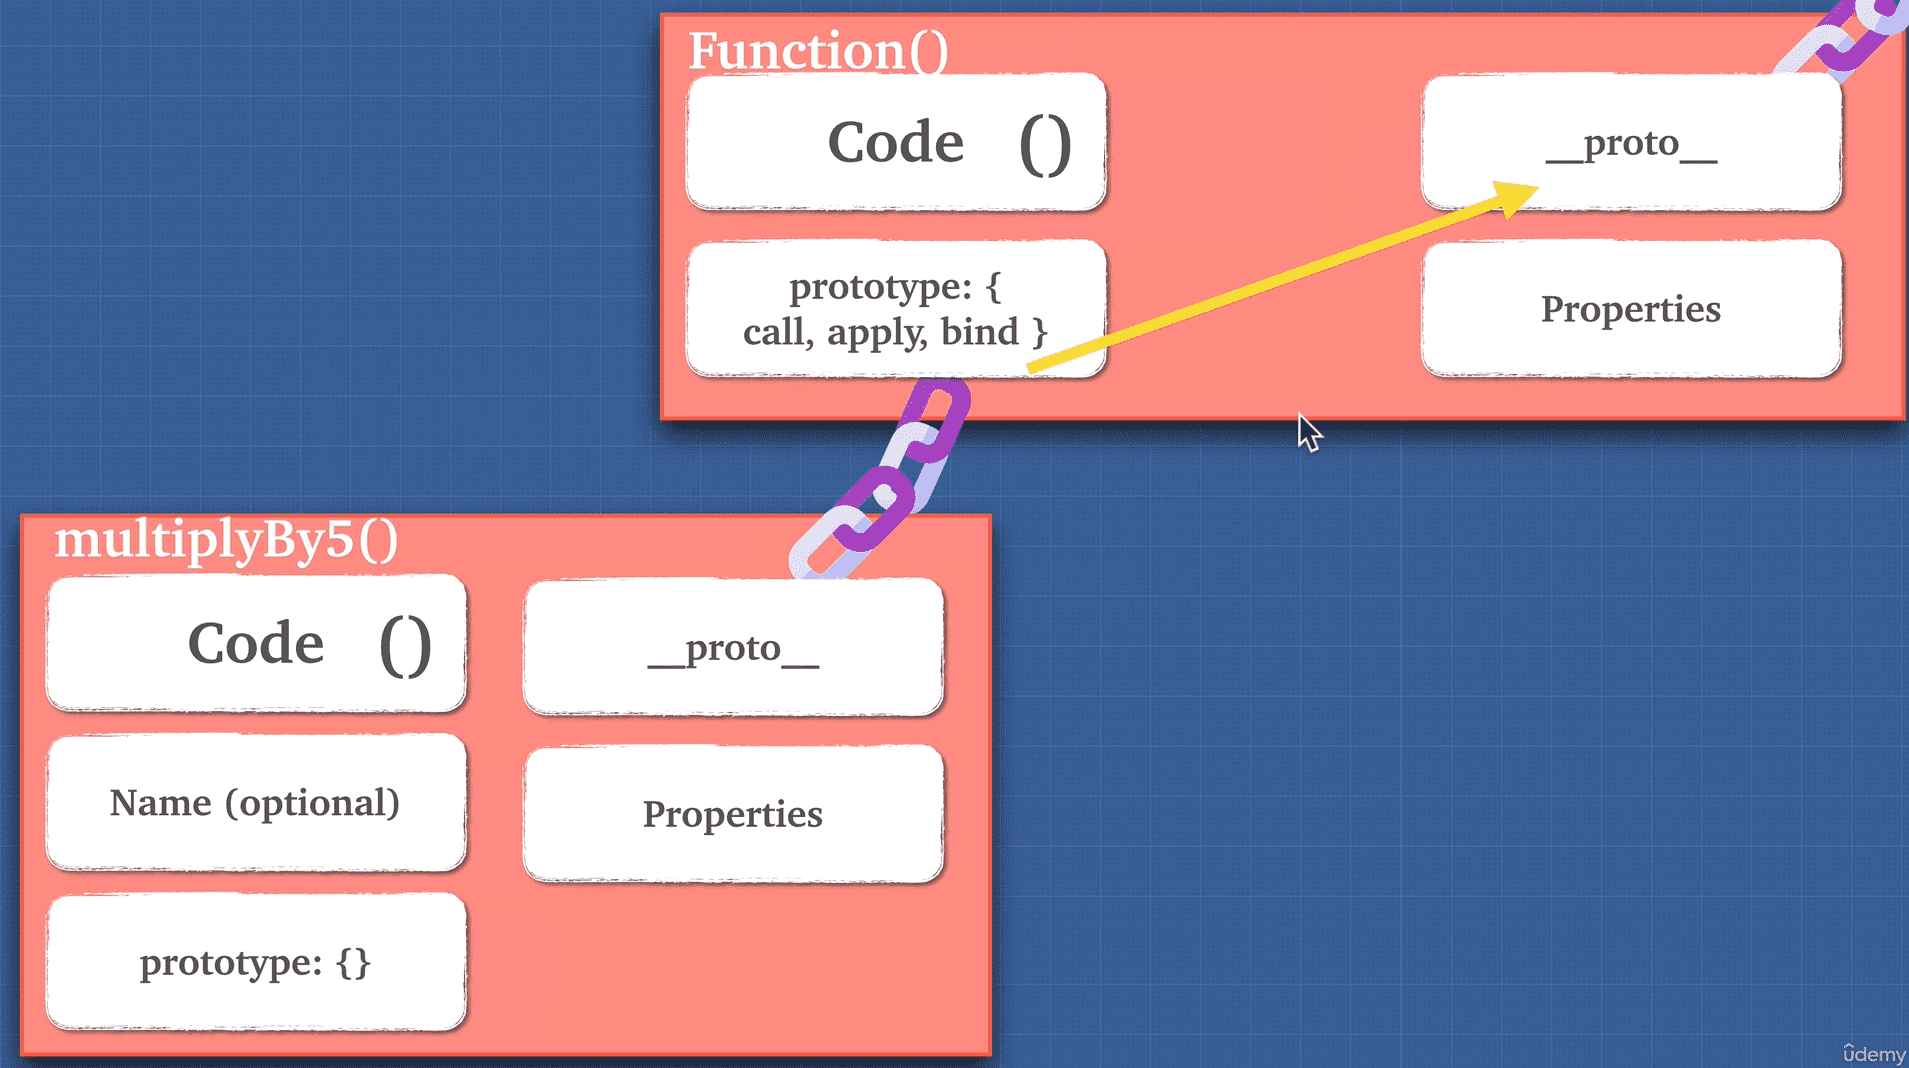 Function()
Code ()
__proto__
prototype: {
call, apply, bind }
Properties
multiplyBy5()
Code ()
__proto__
Name (optional)
Properties
prototype: {}
ûdemy